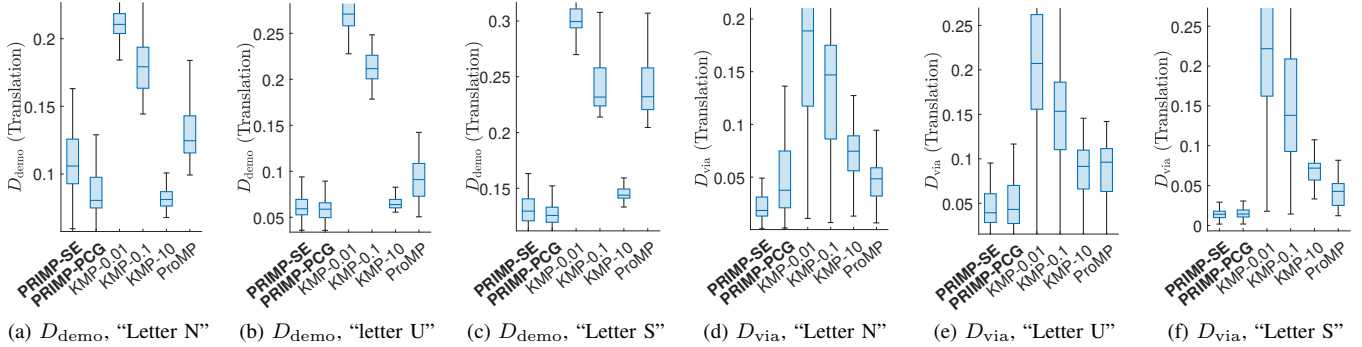 D_demo (Translation)
0.2
0.15
0.1
PRIMP-SE
PRIMP-PCG
KMP-0.01
KMP-0.1
KMP-10
ProMP
(a) D_demo, “Letter N”
D_demo (Translation)
0.25
0.2
0.15
0.1
0.05
PRIMP-SE
PRIMP-PCG
KMP-0.01
KMP-0.1
KMP-10
ProMP
(b) D_demo, “letter U”
D_demo (Translation)
0.3
0.25
0.2
0.15
PRIMP-SE
PRIMP-PCG
KMP-0.01
KMP-0.1
KMP-10
ProMP
(c) D_demo, “Letter S”
D_via (Translation)
0.2
0.15
0.1
0.05
PRIMP-SE
PRIMP-PCG
KMP-0.01
KMP-0.1
KMP-10
ProMP
(d) D_via, “Letter N”
D_via (Translation)
0.25
0.2
0.15
0.1
0.05
PRIMP-SE
PRIMP-PCG
KMP-0.01
KMP-0.1
KMP-10
ProMP
(e) D_via, “Letter U”
D_via (Translation)
0.25
0.2
0.15
0.1
0.05
0
PRIMP-SE
PRIMP-PCG
KMP-0.01
KMP-0.1
KMP-10
ProMP
(f) D_via, “Letter S”